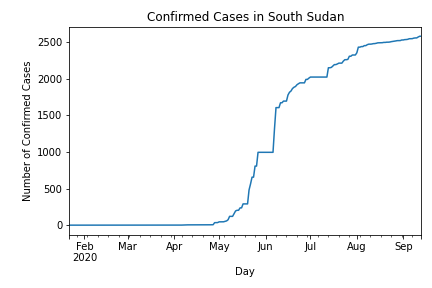 Confirmed Cases in South Sudan
Number of Confirmed Cases
2500
2000
1500
1000
500
0
Feb Mar Apr May Jun Jul Aug Sep
2020
Day